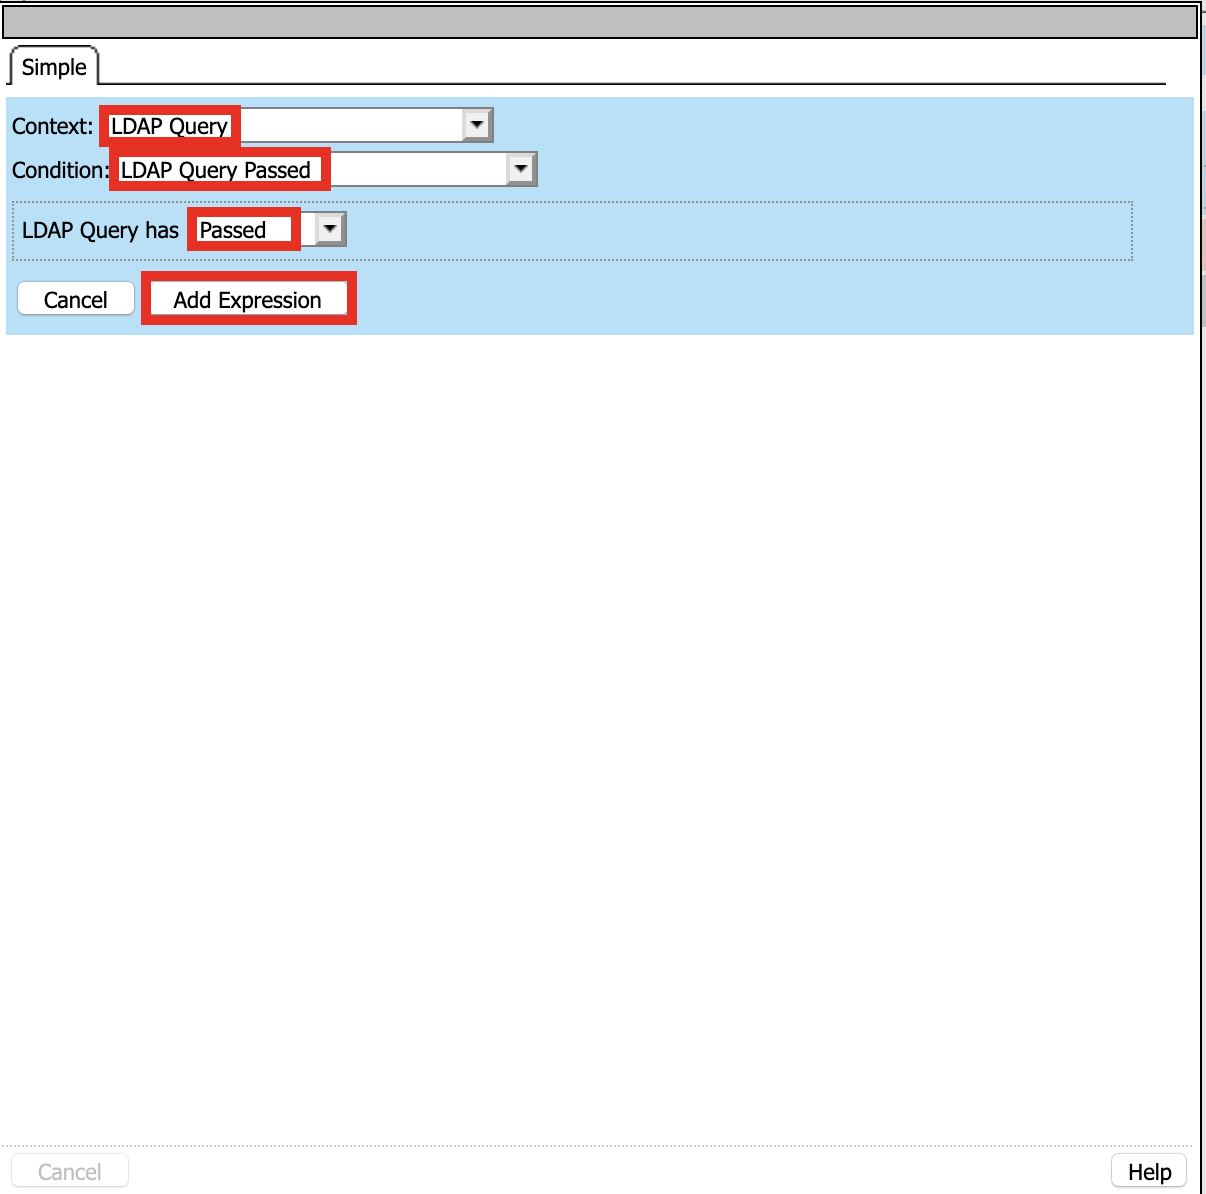 Simple
Context: LDAP Query
Condition: LDAP Query Passed
LDAP Query has Passed
Cancel Add Expression
Cancel Help